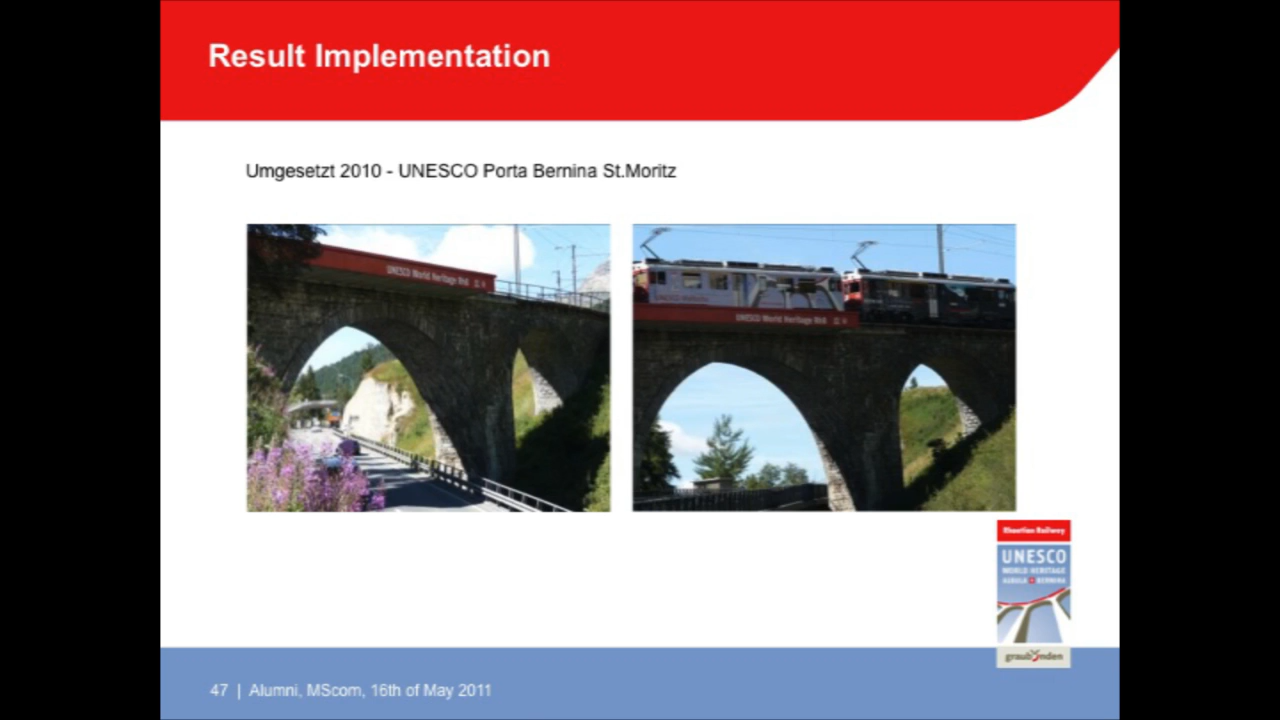 Result Implementation
Umgesetzt 2010 - UNESCO Porta Bernina St.Moritz
UNESCO World Heritage RhB
UNESCO World Heritage RhB
Rhaetian Railway
UNESCO
WORLD HERITAGE
ALBULA BERNINA
graubünden
47 | Alumni, MScom, 16th of May 2011